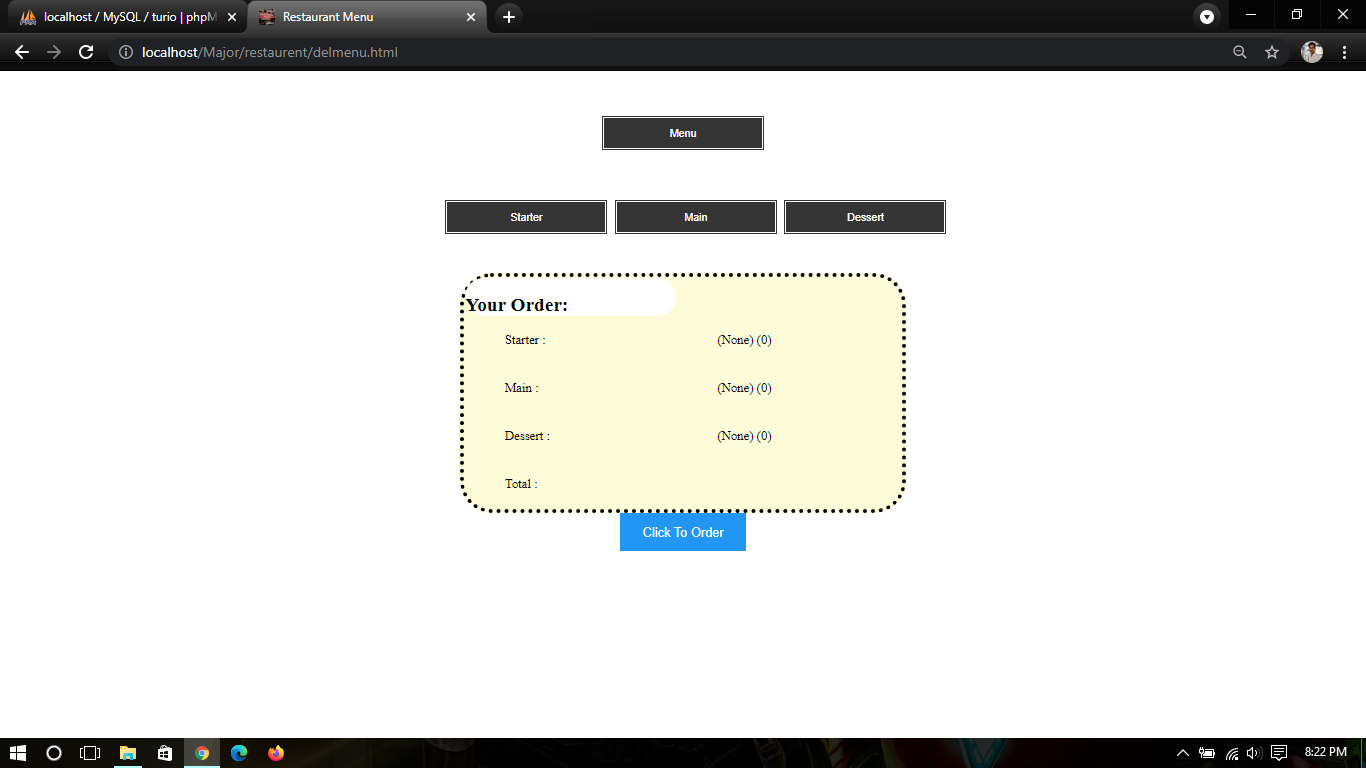 localhost / MySQL / turio | phpM
Restaurant Menu
localhost/Major/restaurent/delmenu.html
Menu
Starter Main Dessert
Your Order:
Starter : (None) (0)
Main : (None) (0)
Dessert : (None) (0)
Total :
Click To Order
8:22 PM